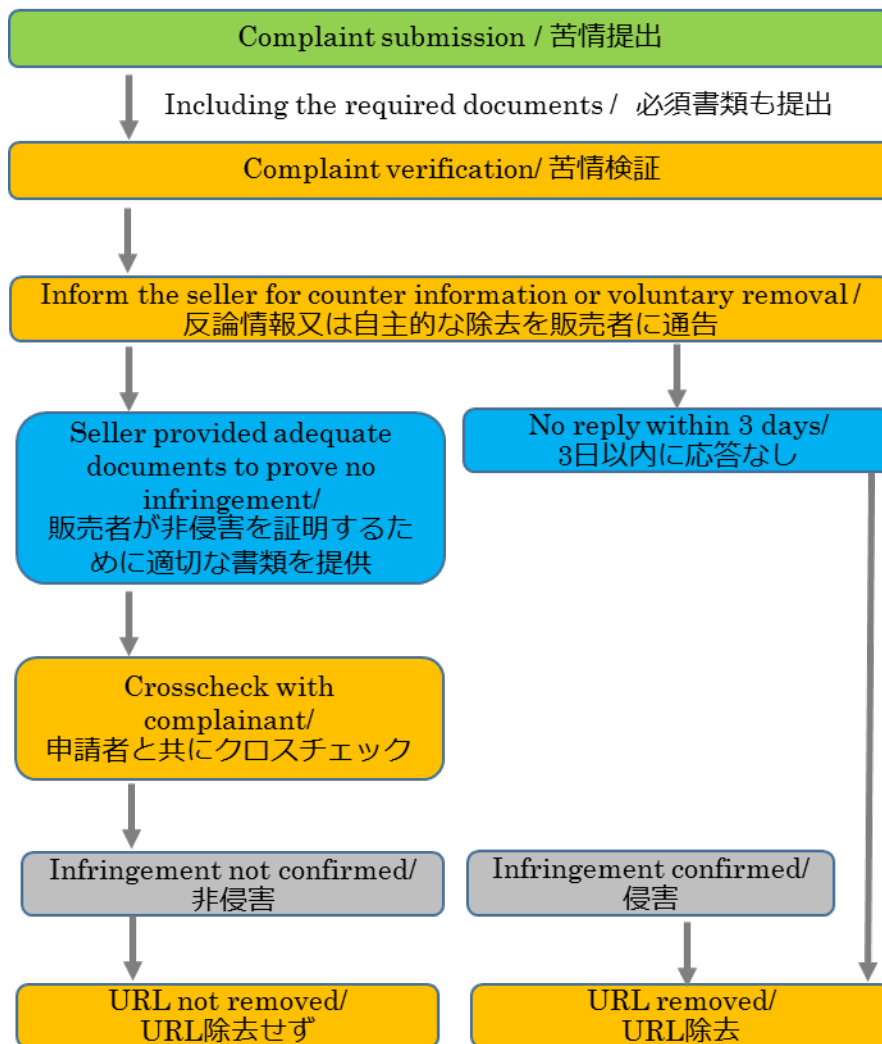 Complaint submission / 苦情提出
Including the required documents / 必須書類も提出
Complaint verification/ 苦情検証
Inform the seller for counter information or voluntary removal /
反論情報又は自主的な除去を販売者に通告
Seller provided adequate
documents to prove no
infringement/
販売者が非侵害を証明するた
めに適切な書類を提供
No reply within 3 days/
3日以内に応答なし
Crosscheck with
complainant/
申請者と共にクロスチェック
Infringement not confirmed/
非侵害
Infringement confirmed/
侵害
URL not removed/
URL除去せず
URL removed/
URL除去